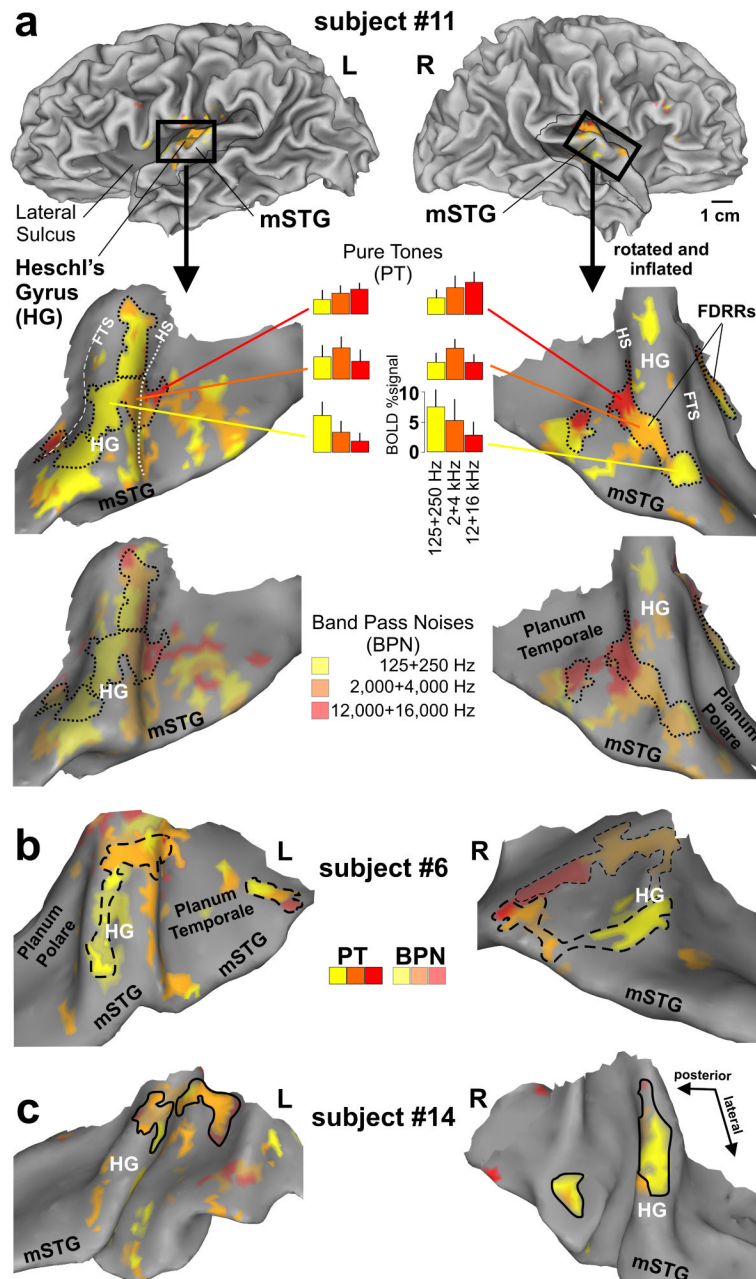 a
subject #11
L
R
Lateral
Sulcus
mSTG
mSTG
1 cm
Heschl's
Gyrus
(HG)
Pure Tones
(PT)
rotated and
inflated
FTS
HS
HG
mSTG
BOLD %signal
10
5
0
125+250 Hz
2+4 kHz
12+16 kHz
HS
HG
FDRRs
FTS
mSTG
HG
mSTG
Band Pass Noises
(BPN)
125+250 Hz
2,000+4,000 Hz
12,000+16,000 Hz
Planum
Temporale
HG
mSTG
Planum
Polare
b
L
subject #6
R
Planum
Polare
HG
Planum
Temporale
mSTG
mSTG
PT
BPN
HG
mSTG
c
L
subject #14
R
posterior
lateral
HG
mSTG
HG
mSTG